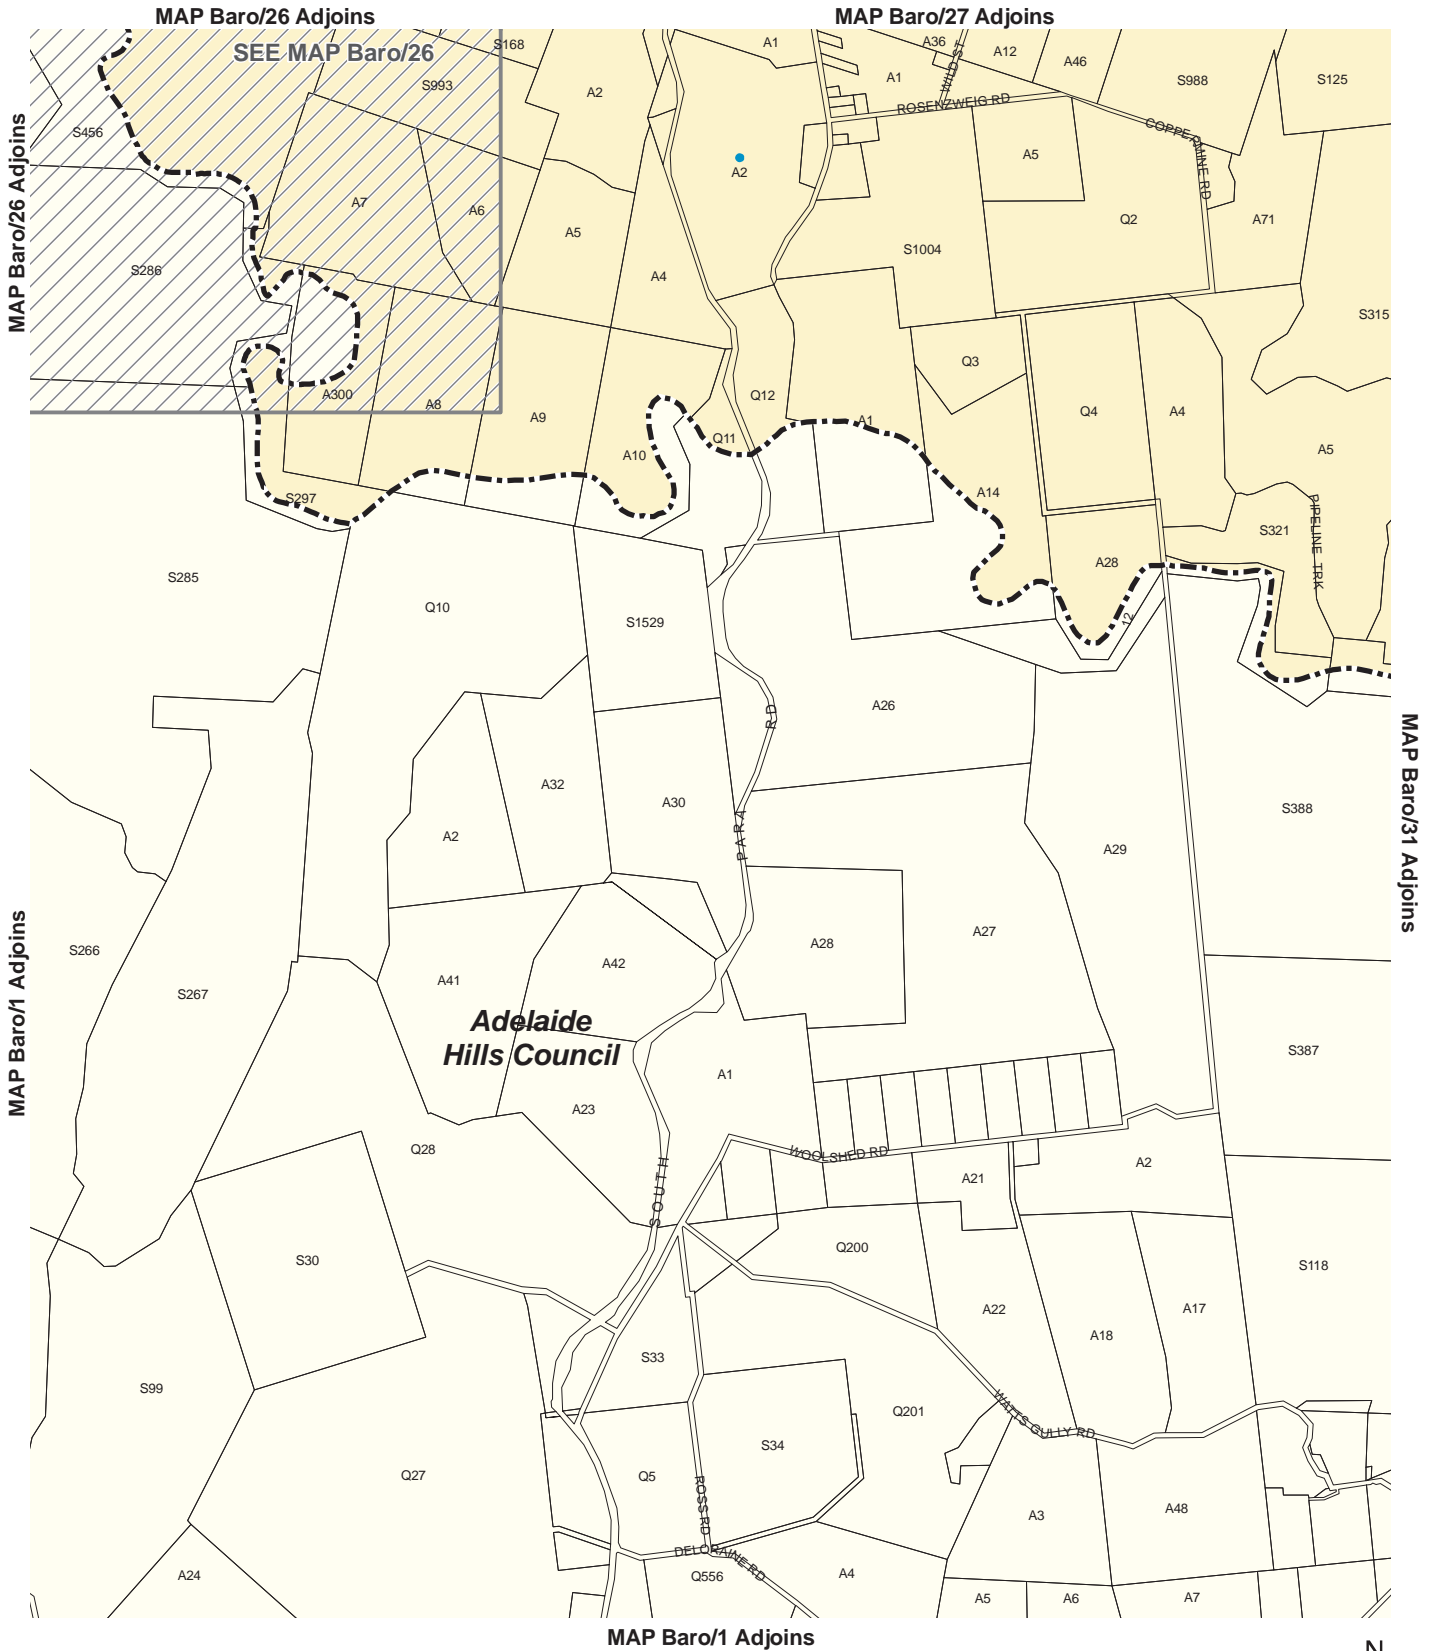 MAP Baro/26 Adjoins
MAP Baro/27 Adjoins
SEE MAP Baro/26
S168
A1
A36
A12
A46
S993
A2
A1
WILD ST
S988
S125
ROSENZWEIG RD
S456
COPPERMINE RD
A5
A2
MAP Baro/26 Adjoins
A7
A6
A5
Q2
A71
S1004
S286
A4
S315
Q3
A300
A8
A9
Q12
A1
Q4
A4
Q11
A10
A5
S297
A14
PIPELINE TRK
S321
S285
A28
Q10
S1529
12
A26
RD
MAP Baro/31 Adjoins
A32
A30
S388
A2
PARA
A29
S266
A28
A27
A42
A41
S267
MAP Baro/1 Adjoins
Adelaide
Hills Council
S387
A1
A23
Q28
WOOLSHED RD
A2
A21
SOUTH
Q200
S30
S118
A22
A17
A18
S33
S99
WATTS GULLY RD
Q201
S34
Q27
Q5
ROSS RD
A3
A48
DELORAINE RD
A24
Q556
A4
A5
A6
A7
MAP Baro/1 Adjoins
N